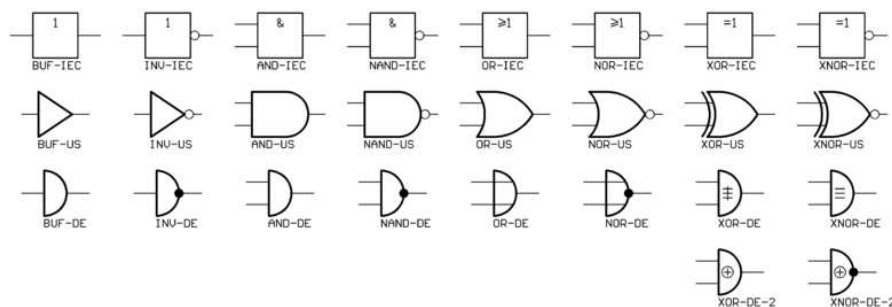 1 1 & & ≥1 ≥1 =1 =1
BUF-IEC INV-IEC AND-IEC NAND-IEC OR-IEC NOR-IEC XOR-IEC XNOR-IEC
BUF-US INV-US AND-US NAND-US OR-US NOR-US XOR-US XNOR-US
BUF-DE INV-DE AND-DE NAND-DE OR-DE NOR-DE XOR-DE XNOR-DE
XOR-DE-2 XNOR-DE-2